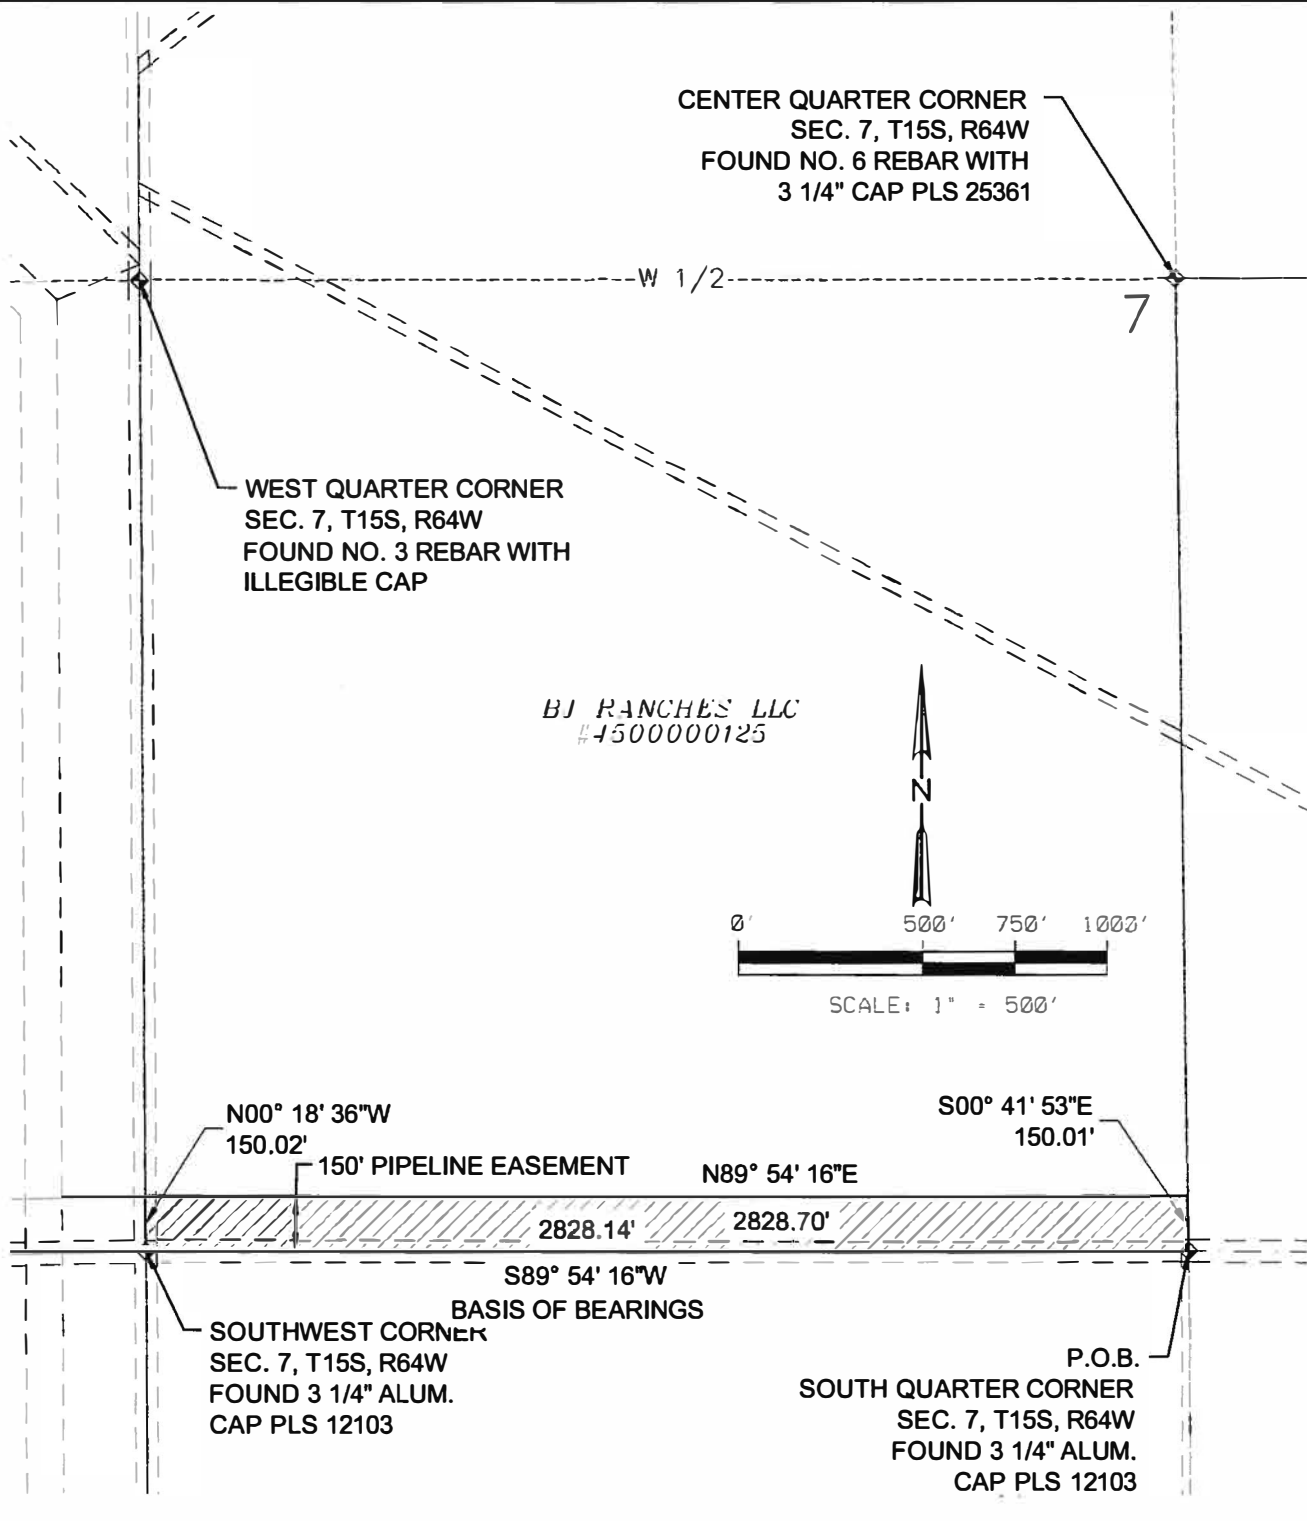 CENTER QUARTER CORNER
SEC. 7, T15S, R64W
FOUND NO. 6 REBAR WITH
3 1/4" CAP PLS 25361
W 1/2
7
WEST QUARTER CORNER
SEC. 7, T15S, R64W
FOUND NO. 3 REBAR WITH
ILLEGIBLE CAP
BJ RANCHES LLC
#4500000125
N
0' 500' 750' 1000'
SCALE: 1" = 500'
N00° 18' 36"W
150.02'
S00° 41' 53"E
150.01'
150' PIPELINE EASEMENT
N89° 54' 16"E
2828.14'
2828.70'
S89° 54' 16"W
BASIS OF BEARINGS
SOUTHWEST CORNER
SEC. 7, T15S, R64W
FOUND 3 1/4" ALUM.
CAP PLS 12103
P.O.B.
SOUTH QUARTER CORNER
SEC. 7, T15S, R64W
FOUND 3 1/4" ALUM.
CAP PLS 12103